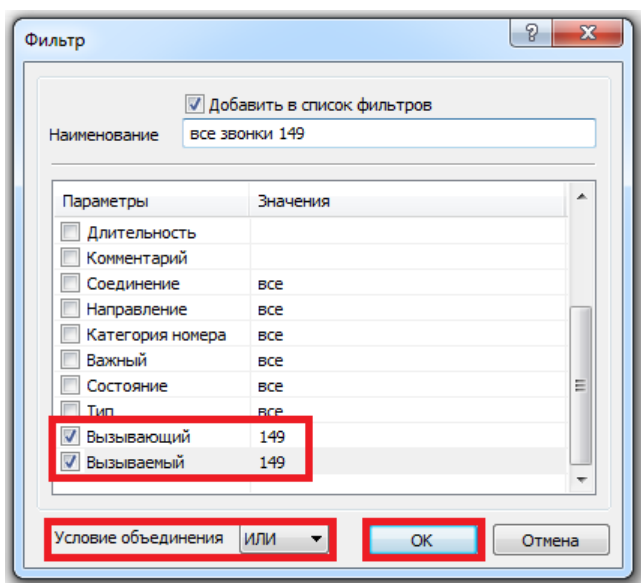 Фильтр
Добавить в список фильтров
Наименование все звонки 149
Параметры Значения
Длительность
Комментарий
Соединение все
Направление все
Категория номера все
Важный все
Состояние все
Тип все
Вызывающий 149
Вызываемый 149
Условие объединения ИЛИ OK Отмена